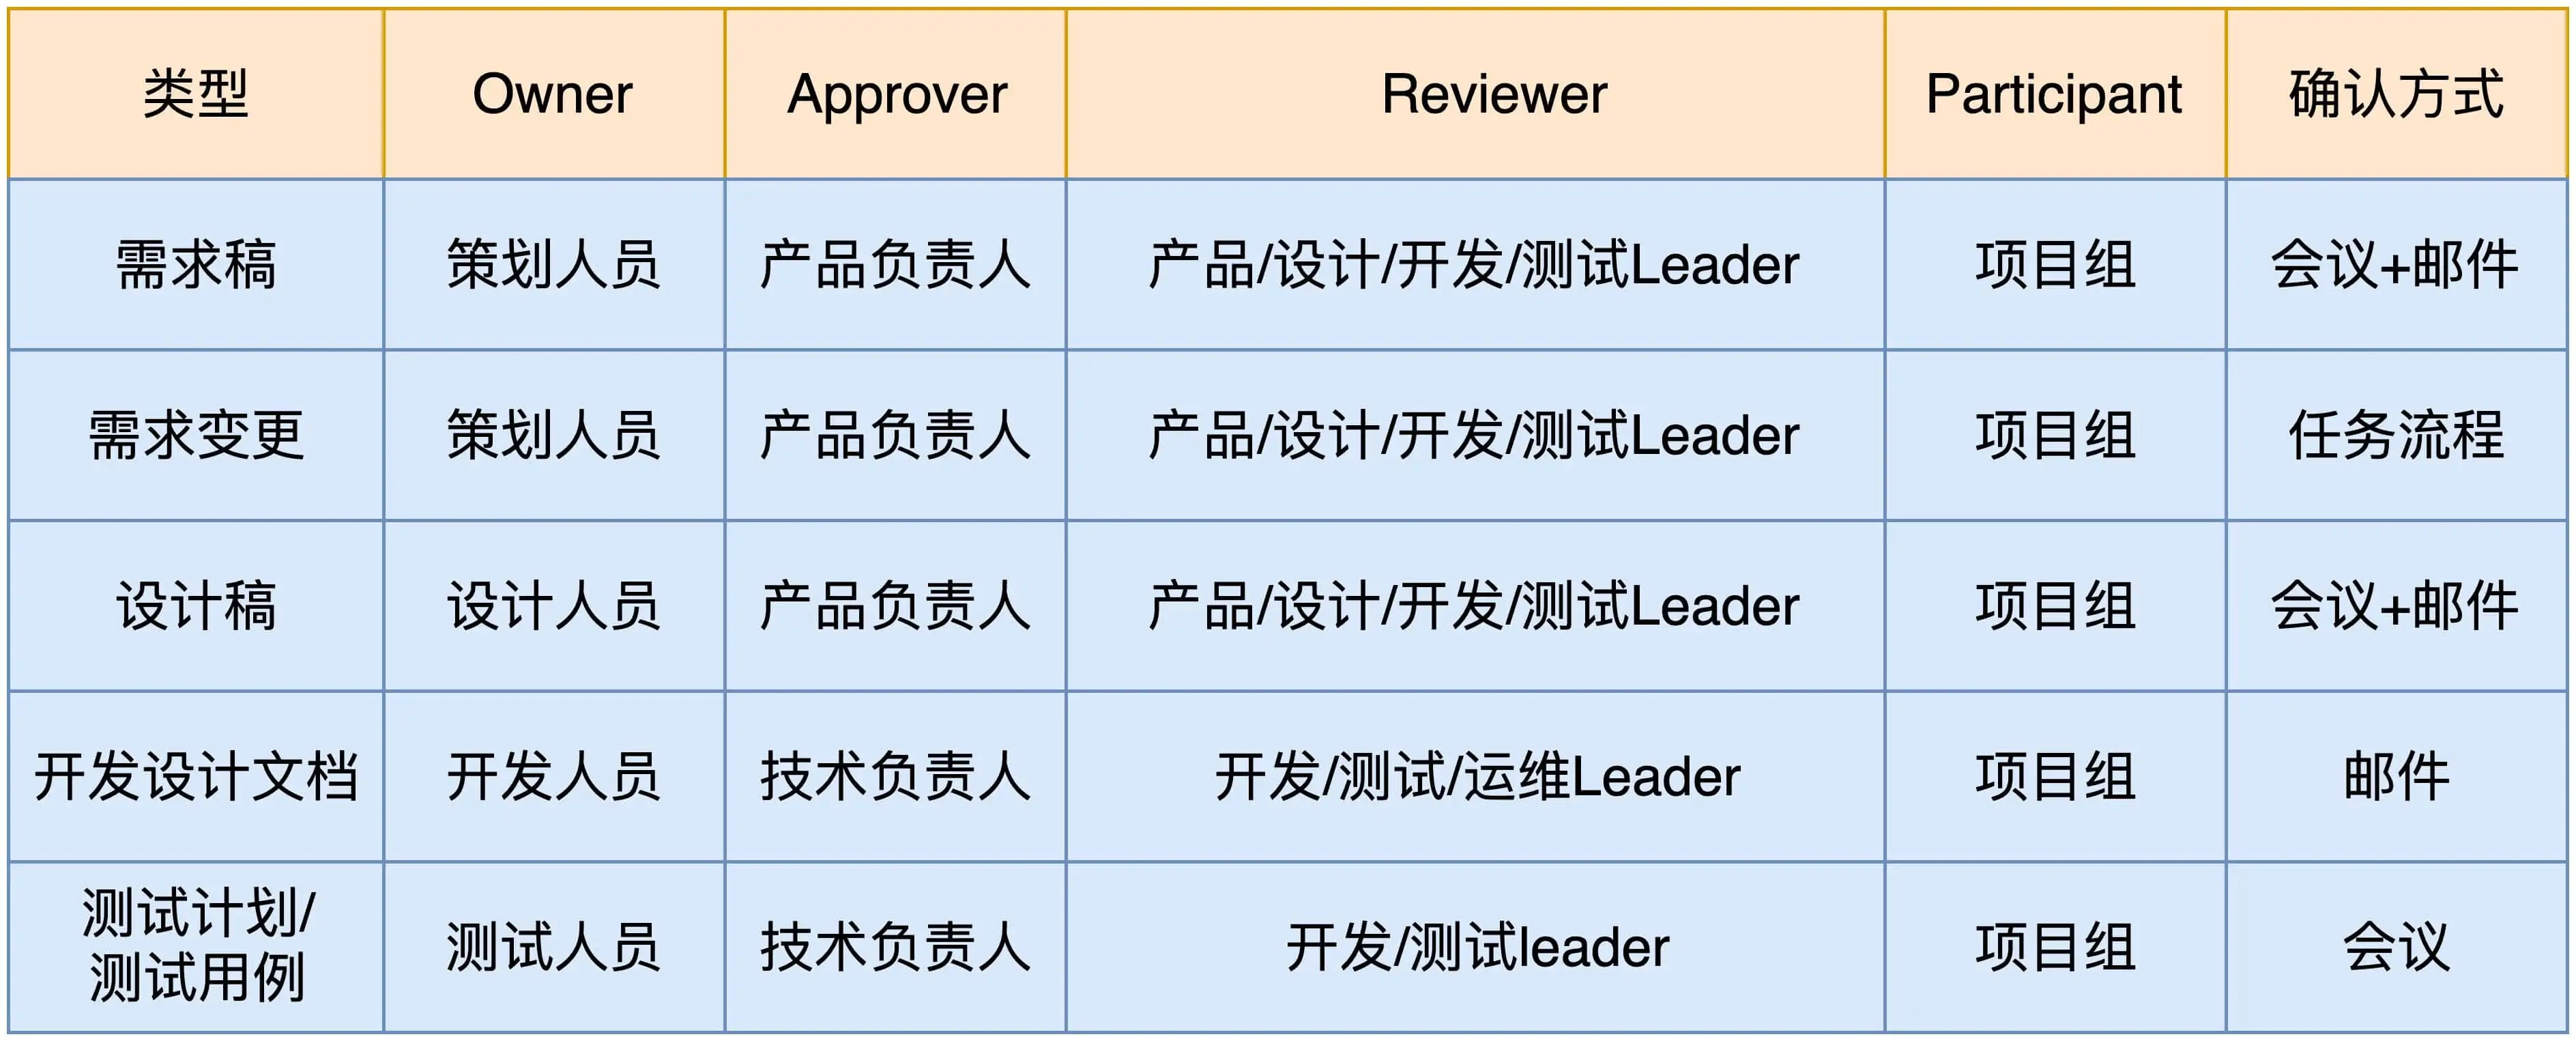 类型 Owner Approver Reviewer Participant 确认方式
需求稿 策划人员 产品负责人 产品/设计/开发/测试Leader 项目组 会议+邮件
需求变更 策划人员 产品负责人 产品/设计/开发/测试Leader 项目组 任务流程
设计稿 设计人员 产品负责人 产品/设计/开发/测试Leader 项目组 会议+邮件
开发设计文档 开发人员 技术负责人 开发/测试/运维Leader 项目组 邮件
测试计划/
测试用例 测试人员 技术负责人 开发/测试leader 项目组 会议